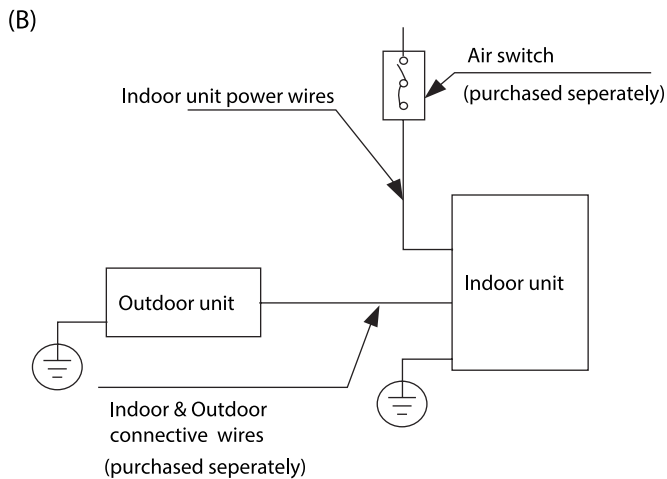 (B)
Air switch
(purchased seperately)
Indoor unit power wires
Indoor unit
Outdoor unit
Indoor & Outdoor
connective wires
(purchased seperately)